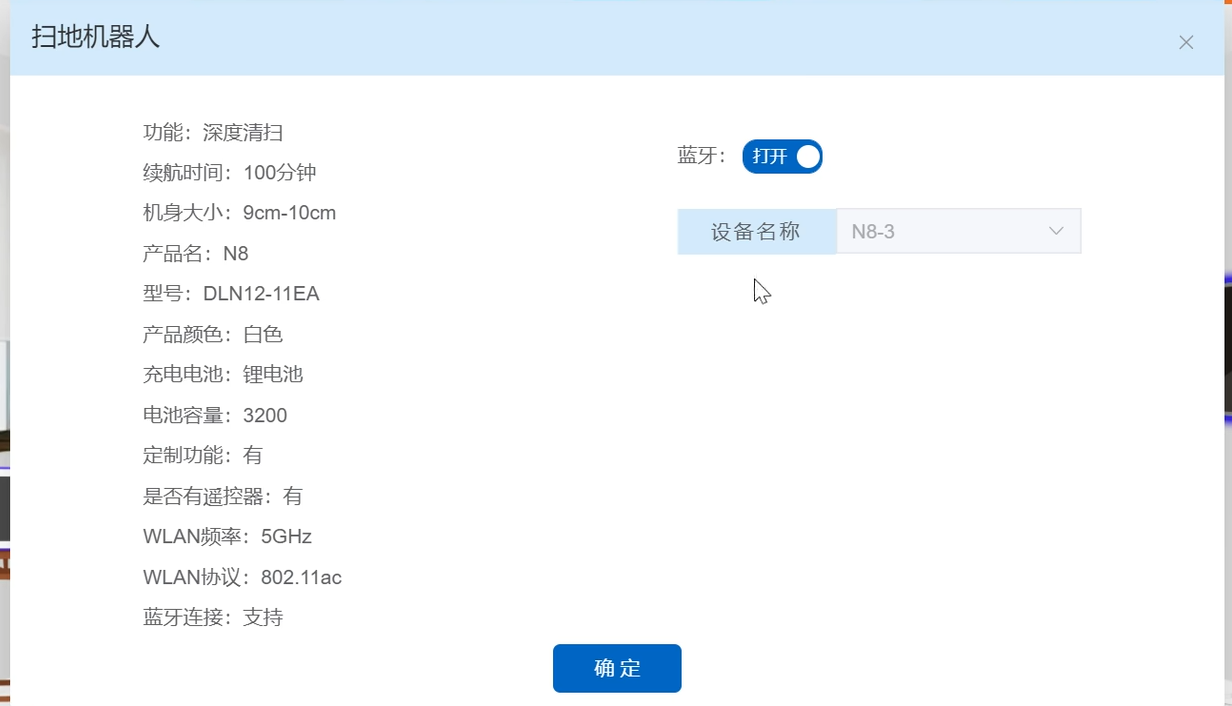 扫地机器人
功能：深度清扫
续航时间：100分钟
机身大小：9cm-10cm
产品名：N8
型号：DLN12-11EA
产品颜色：白色
充电电池：锂电池
电池容量：3200
定制功能：有
是否有遥控器：有
WLAN频率：5GHz
WLAN协议：802.11ac
蓝牙连接：支持
蓝牙： 打开
设备名称 N8-3
确定